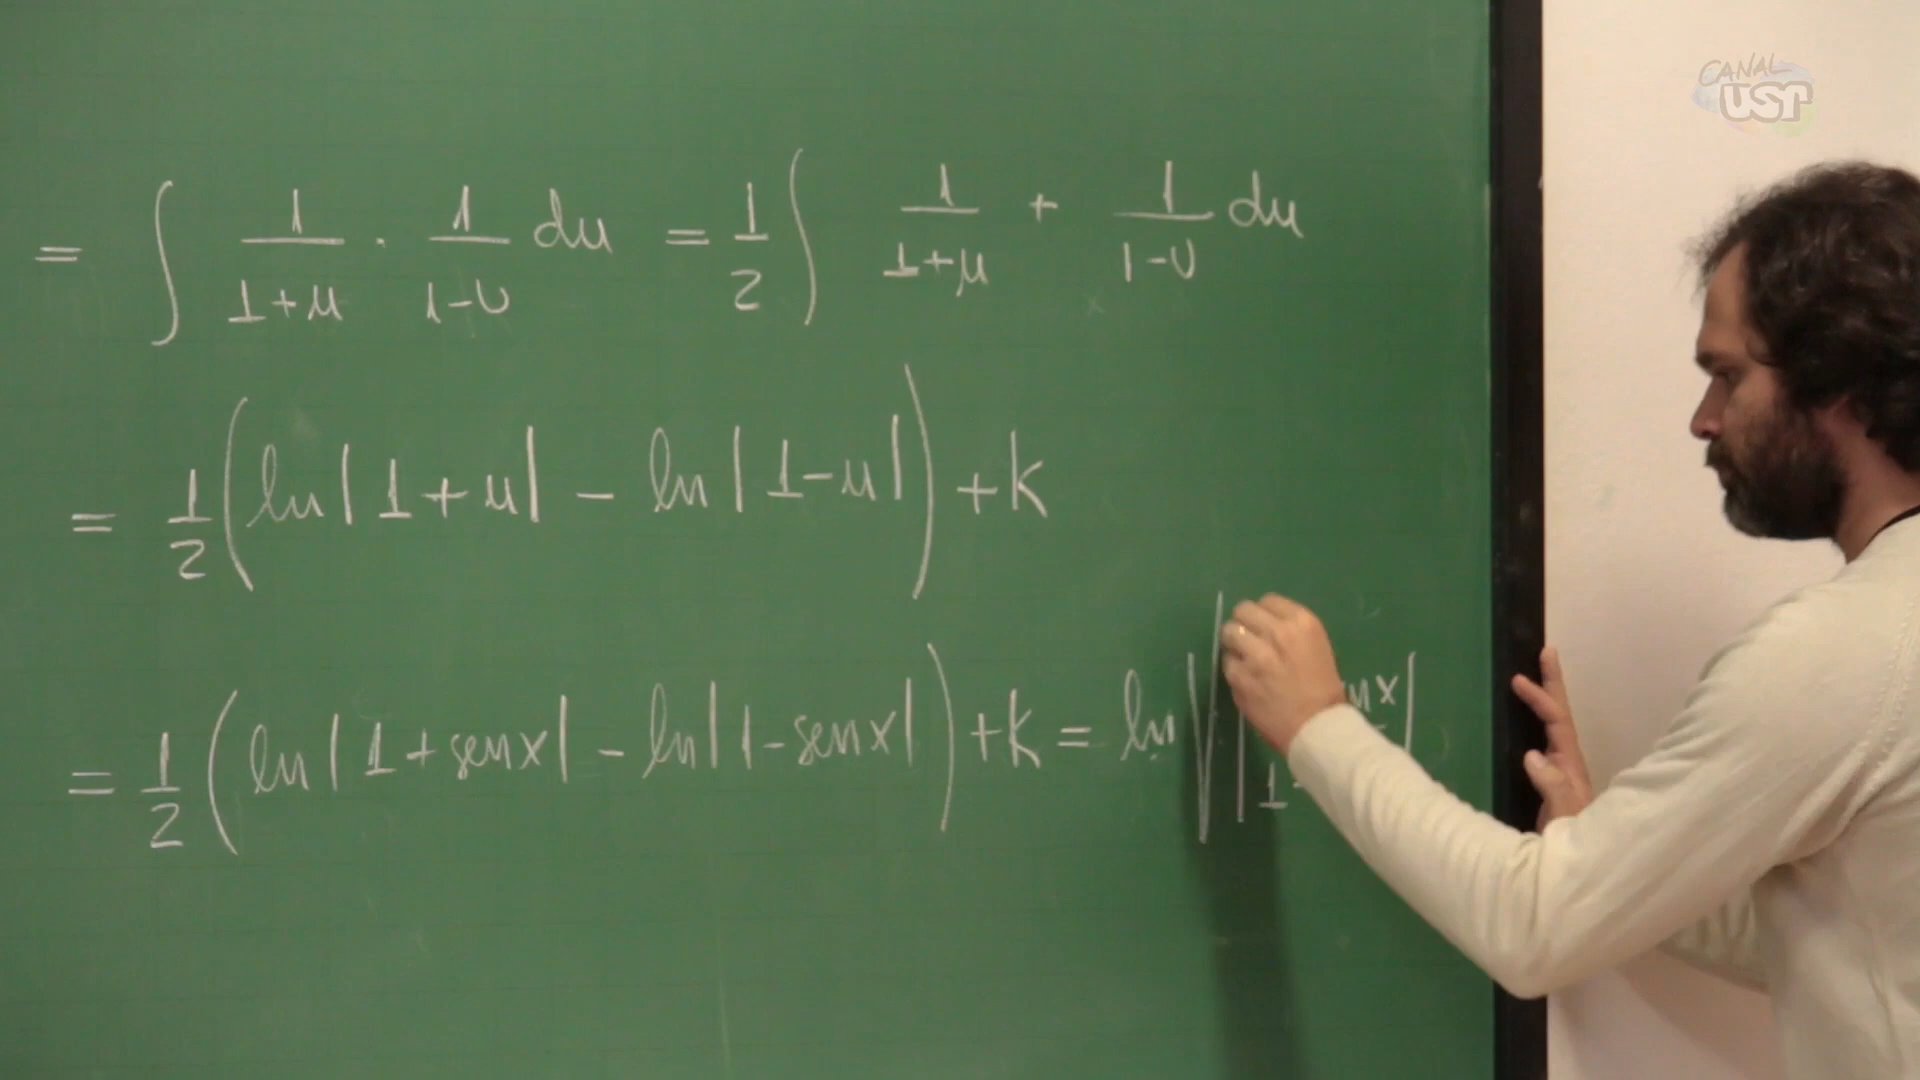 CANAL
USP
= ∫ 1/(1+u) · 1/(1-u) du = 1/2 ∫ 1/(1+u) + 1/(1-u) du
= 1/2 (ln|1+u| - ln|1-u|) + k
= 1/2 (ln|1+senx| - ln|1-senx|) + k = ln √